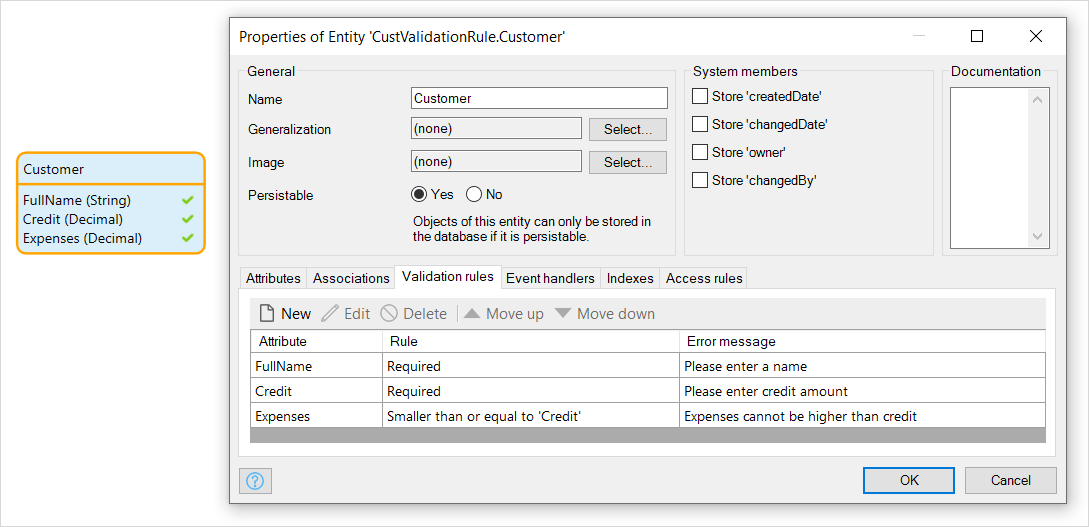 Customer
FullName (String)
Credit (Decimal)
Expenses (Decimal)
Properties of Entity 'CustValidationRule.Customer'
General
Name
Customer
Generalization
(none)
Select...
Image
(none)
Select...
Persistable
Yes
No
Objects of this entity can only be stored in
the database if it is persistable.
System members
Store 'createdDate'
Store 'changedDate'
Store 'owner'
Store 'changedBy'
Documentation
Attributes
Associations
Validation rules
Event handlers
Indexes
Access rules
New
Edit
Delete
Move up
Move down
Attribute Rule Error message
FullName Required Please enter a name
Credit Required Please enter credit amount
Expenses Smaller than or equal to 'Credit' Expenses cannot be higher than credit
?
OK
Cancel